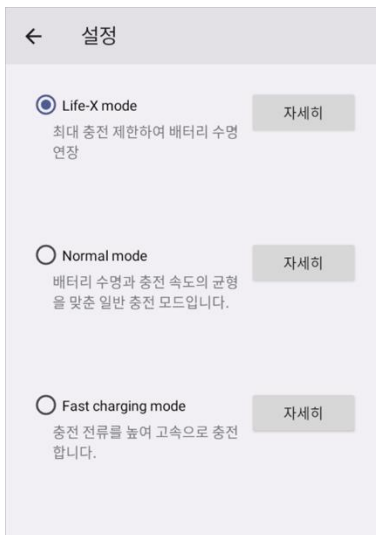 설정
Life-X mode
자세히
최대 충전 제한하여 배터리 수명
연장
Normal mode
자세히
배터리 수명과 충전 속도의 균형
을 맞춘 일반 충전 모드입니다.
Fast charging mode
자세히
충전 전류를 높여 고속으로 충전
합니다.